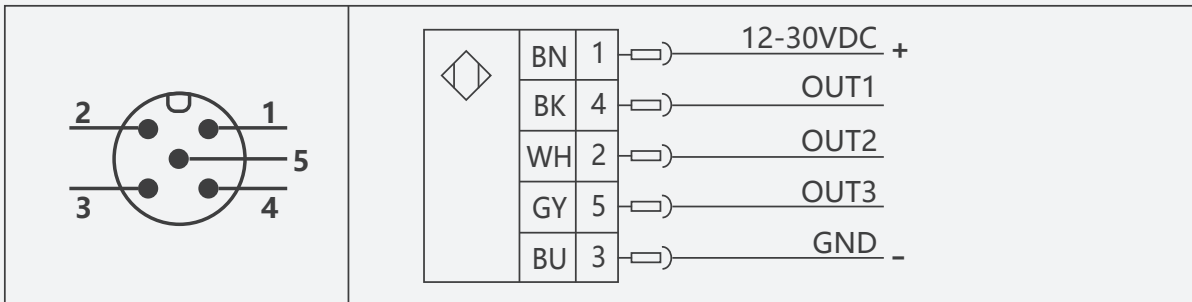 2 1
5
3 4
BN 1 12-30VDC +
BK 4 OUT1
WH 2 OUT2
GY 5 OUT3
BU 3 GND -